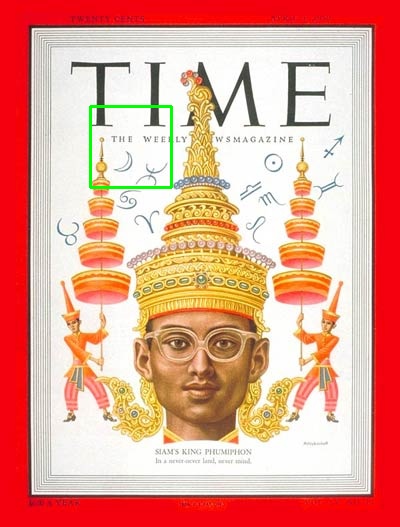 TWENTY CENTS
TIME
THE WEEKLY NEWSMAGAZINE
SIAM'S KING PHUMIPHON
In a never-never land, never mind.